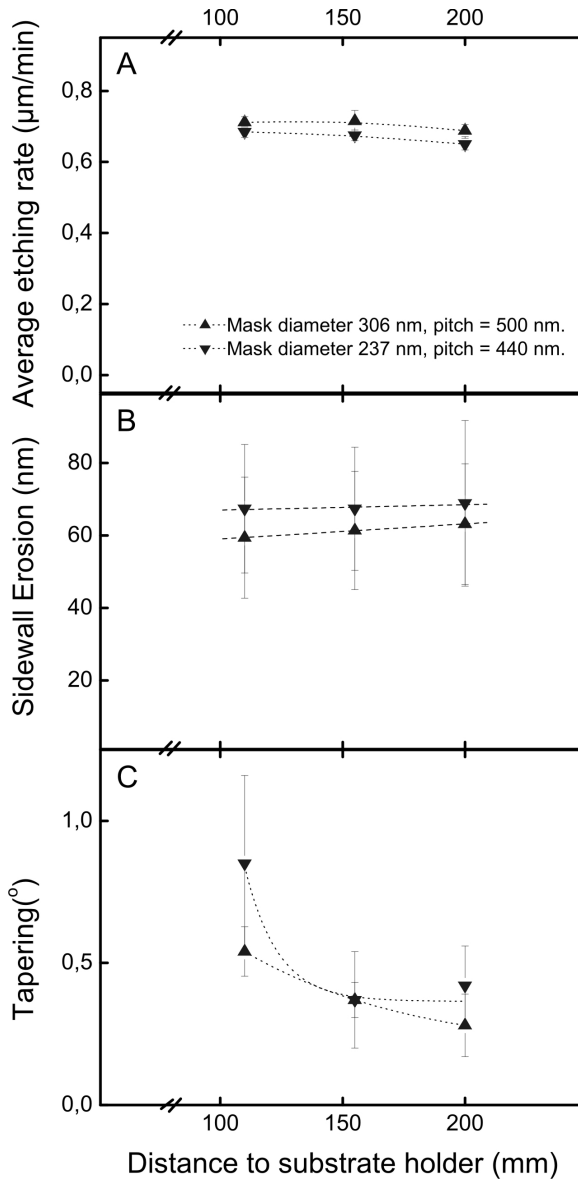 100 150 200
A
Average etching rate (µm/min)
0,8
0,6
0,4
0,2
0,0
Mask diameter 306 nm, pitch = 500 nm.
Mask diameter 237 nm, pitch = 440 nm.
B
Sidewall Erosion (nm)
80
60
40
20
C
Tapering(°)
1,0
0,5
0,0
100 150 200
Distance to substrate holder (mm)